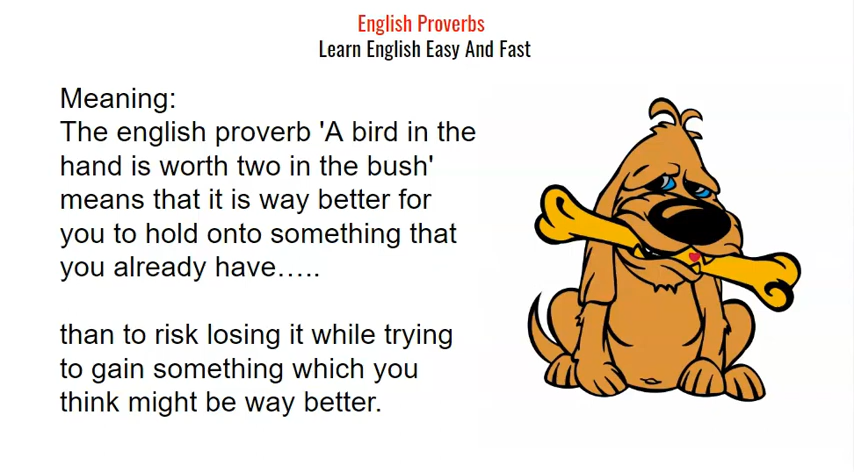 English Proverbs
Learn English Easy And Fast
Meaning:
The english proverb 'A bird in the
hand is worth two in the bush'
means that it is way better for
you to hold onto something that
you already have…..
than to risk losing it while trying
to gain something which you
think might be way better.